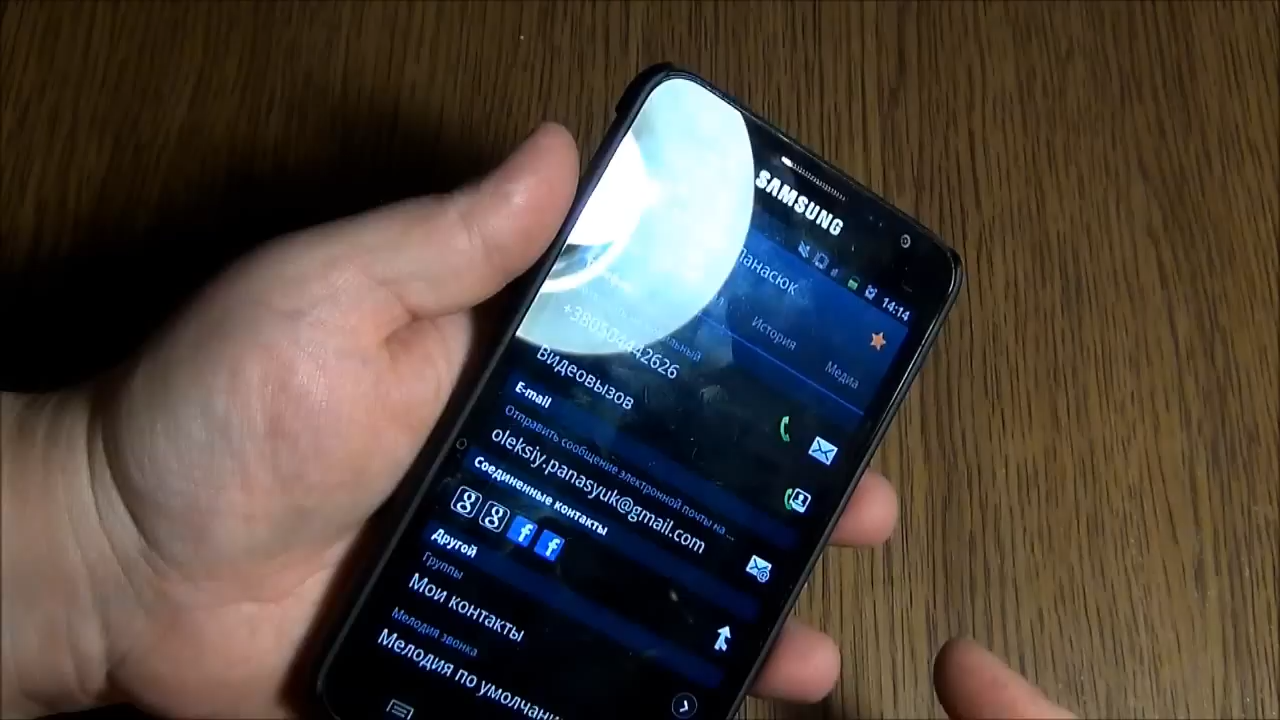 SAMSUNG
14:14
Панасюк
История
Медиа
+380504442626
Видеовызов
E-mail
Отправить сообщение электронной почты на ...
oleksiy.panasyuk@gmail.com
Соединенные контакты
Другой
Группы
Мои контакты
Мелодия звонка
Мелодия по умолчани